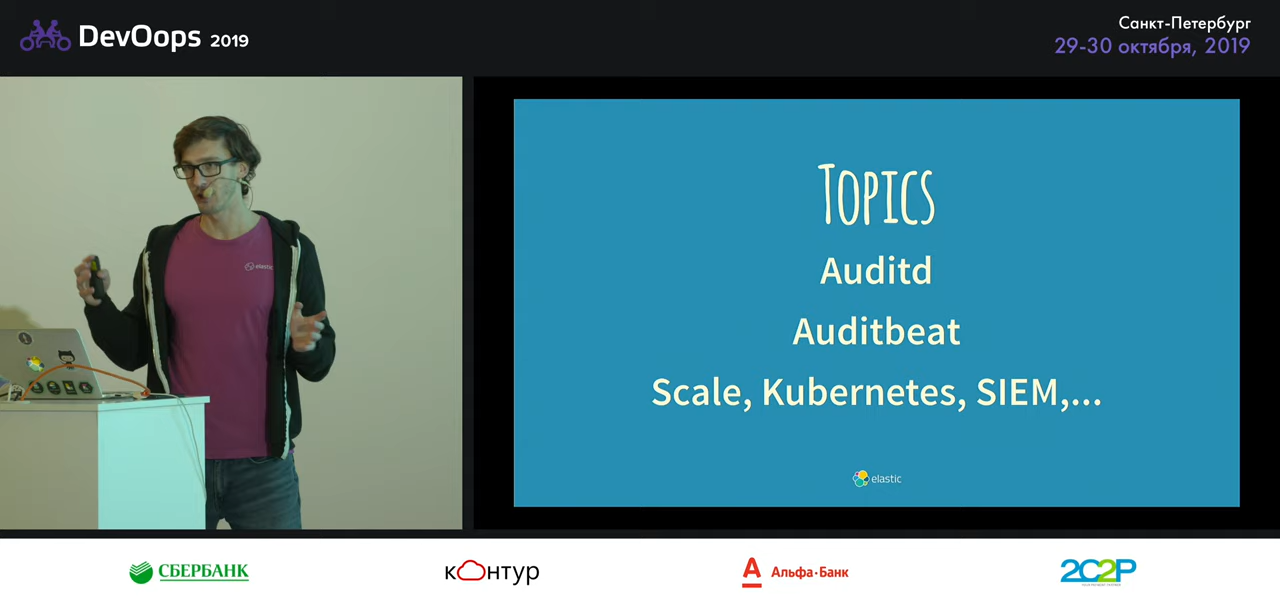 DevOops 2019
Санкт-Петербург
29-30 октября, 2019
elastic
Topics
Auditd
Auditbeat
Scale, Kubernetes, SIEM,...
elastic
СБЕРБАНК
контур
Альфа·Банк
2C2P